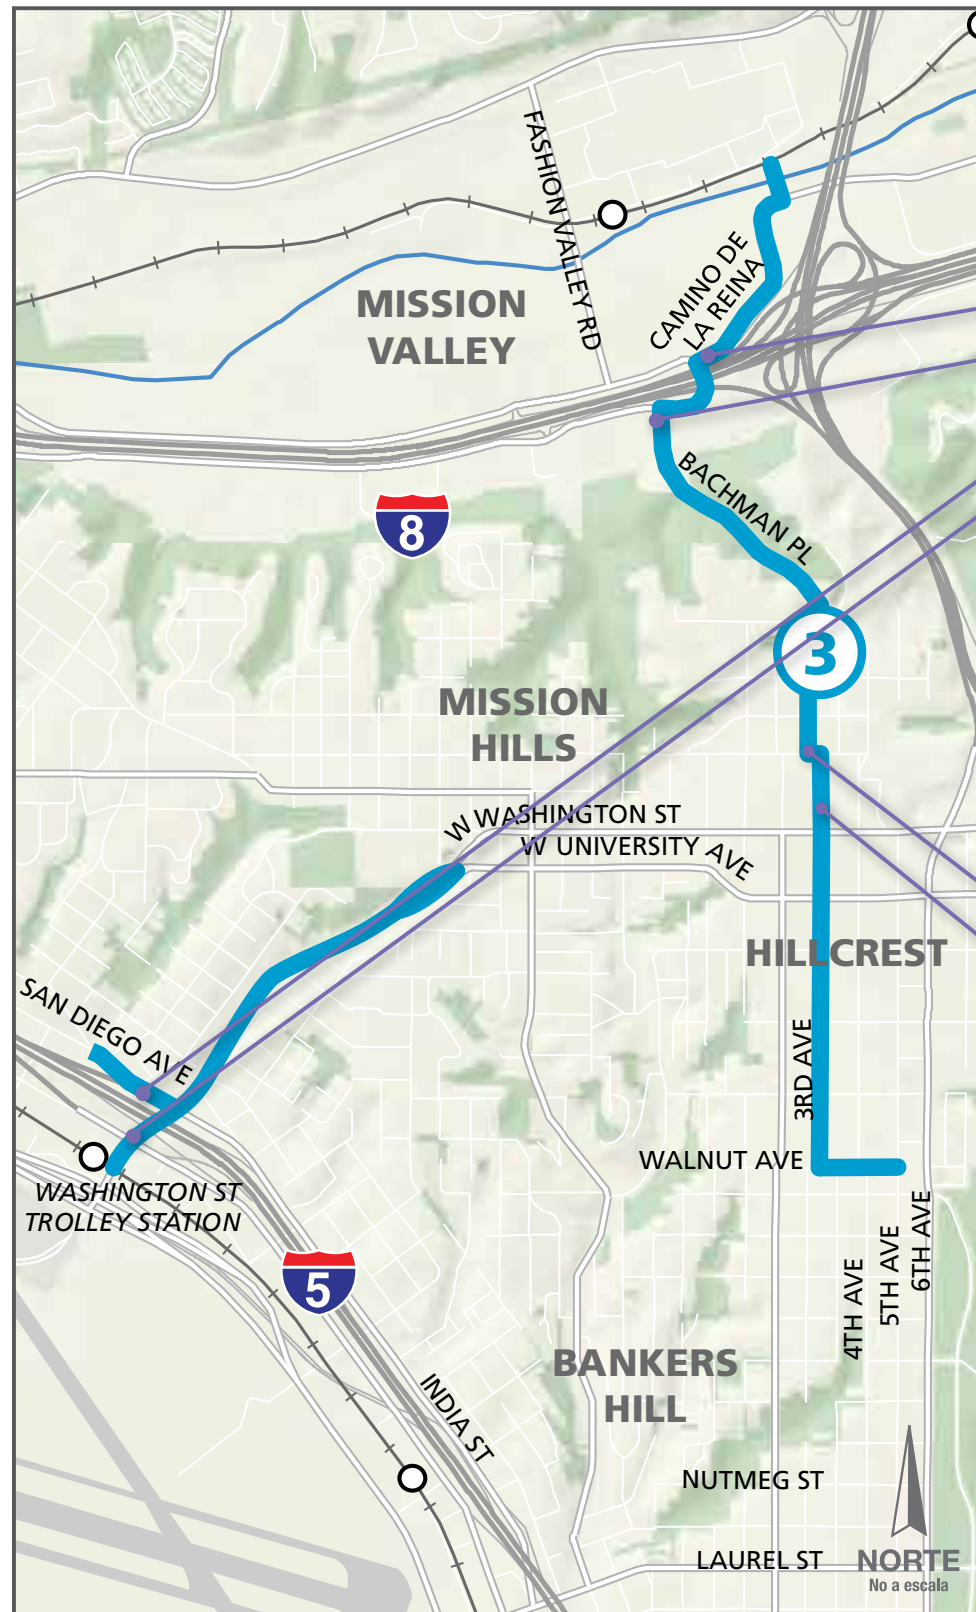 FASHION VALLEY RD
CAMINO DE
LA REINA
MISSION
VALLEY
BACHMAN PL
8
3
MISSION
HILLS
W WASHINGTON ST
W UNIVERSITY AVE
HILLCREST
SAN DIEGO AVE
3RD AVE
WALNUT AVE
WASHINGTON ST
TROLLEY STATION
6TH AVE
5TH AVE
4TH AVE
5
BANKERS
HILL
INDIA ST
NUTMEG ST
LAUREL ST
NORTE
No a escala